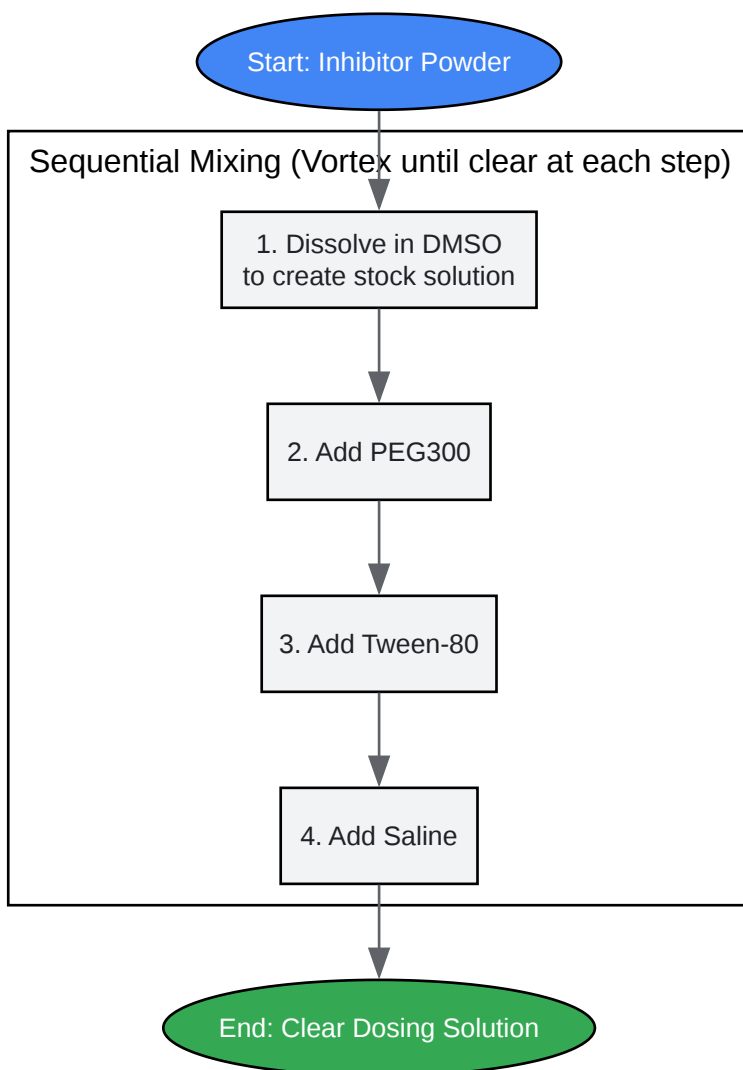 Start: Inhibitor Powder
Sequential Mixing (Vortex until clear at each step)
1. Dissolve in DMSO
to create stock solution
2. Add PEG300
3. Add Tween-80
4. Add Saline
End: Clear Dosing Solution